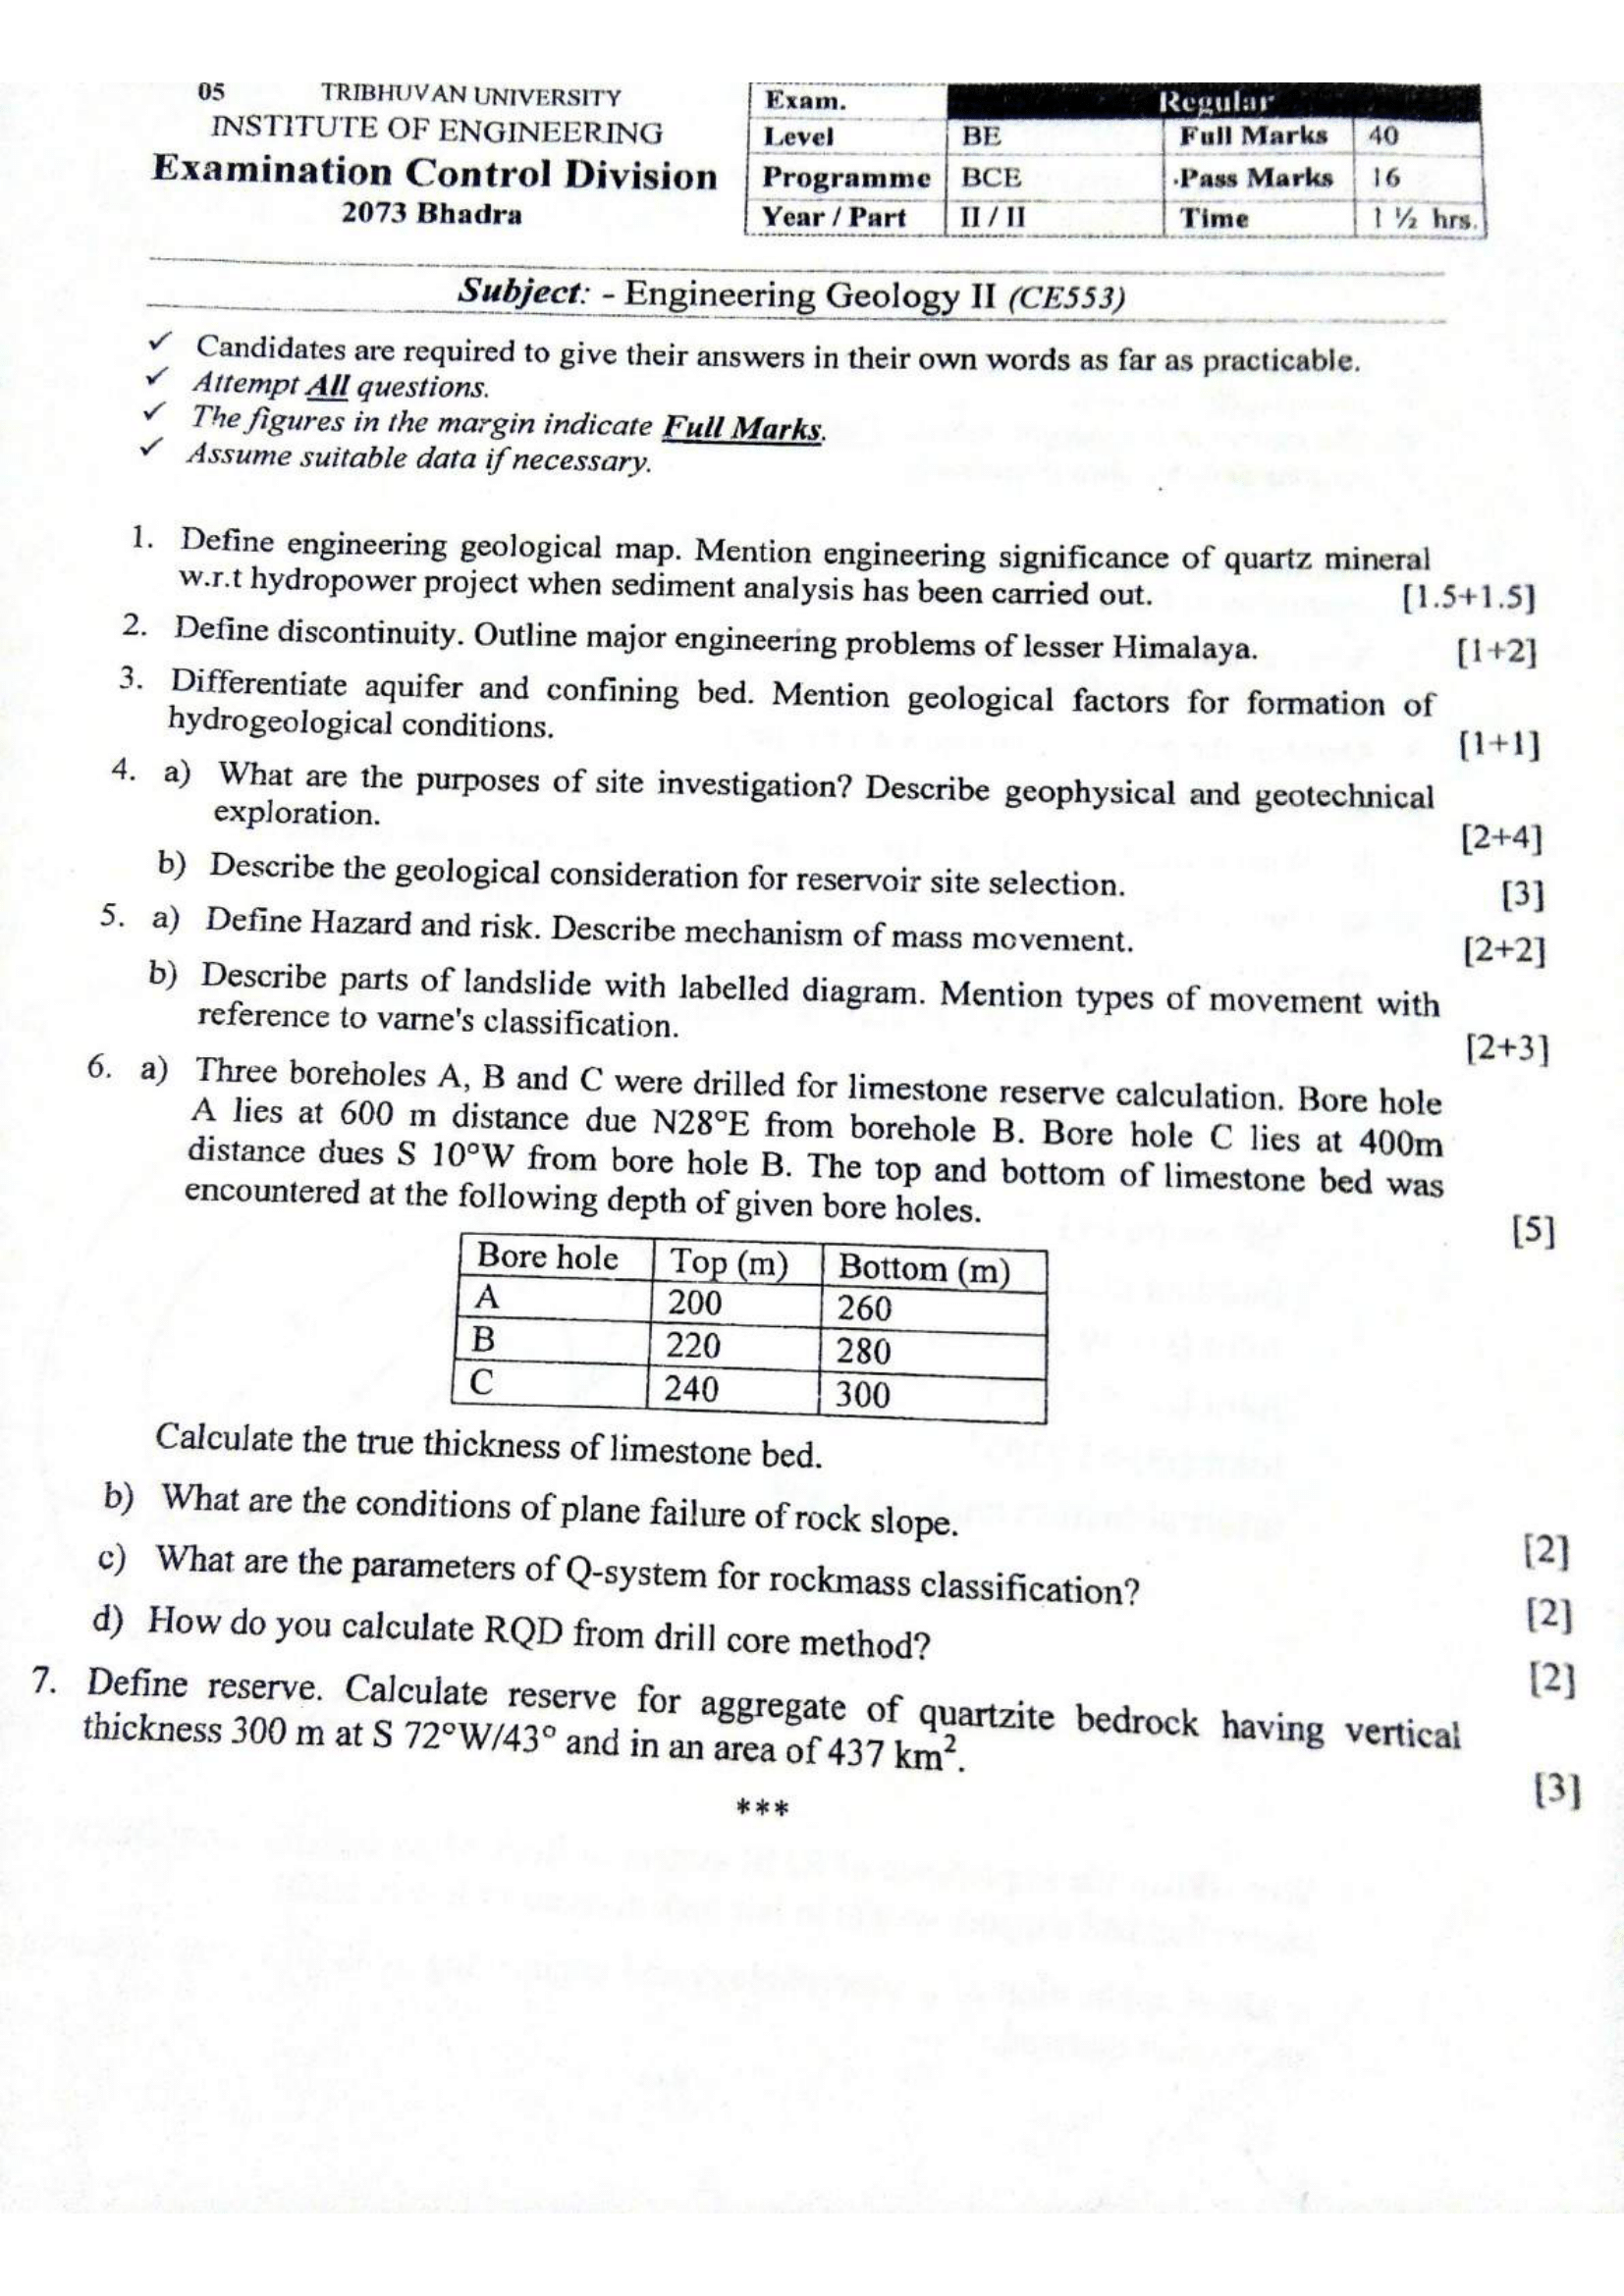 05 TRIBHUVAN UNIVERSITY
INSTITUTE OF ENGINEERING
Examination Control Division
2073 Bhadra
Exam. Regular
Level BE Full Marks 40
Programme BCE Pass Marks 16
Year / Part II / II Time 1 ½ hrs.
Subject: - Engineering Geology II (CE553)
✓ Candidates are required to give their answers in their own words as far as practicable.
✓ Attempt All questions.
✓ The figures in the margin indicate Full Marks.
✓ Assume suitable data if necessary.
1. Define engineering geological map. Mention engineering significance of quartz mineral
w.r.t hydropower project when sediment analysis has been carried out. [1.5+1.5]
2. Define discontinuity. Outline major engineering problems of lesser Himalaya. [1+2]
3. Differentiate aquifer and confining bed. Mention geological factors for formation of
hydrogeological conditions. [1+1]
4. a) What are the purposes of site investigation? Describe geophysical and geotechnical
exploration. [2+4]
b) Describe the geological consideration for reservoir site selection. [3]
5. a) Define Hazard and risk. Describe mechanism of mass movement. [2+2]
b) Describe parts of landslide with labelled diagram. Mention types of movement with
reference to varne's classification. [2+3]
6. a) Three boreholes A, B and C were drilled for limestone reserve calculation. Bore hole
A lies at 600 m distance due N28°E from borehole B. Bore hole C lies at 400m
distance dues S 10°W from bore hole B. The top and bottom of limestone bed was
encountered at the following depth of given bore holes. [5]
Bore hole Top (m) Bottom (m)
A 200 260
B 220 280
C 240 300
Calculate the true thickness of limestone bed.
b) What are the conditions of plane failure of rock slope. [2]
c) What are the parameters of Q-system for rockmass classification? [2]
d) How do you calculate RQD from drill core method? [2]
7. Define reserve. Calculate reserve for aggregate of quartzite bedrock having vertical
thickness 300 m at S 72°W/43° and in an area of 437 km². [3]
***